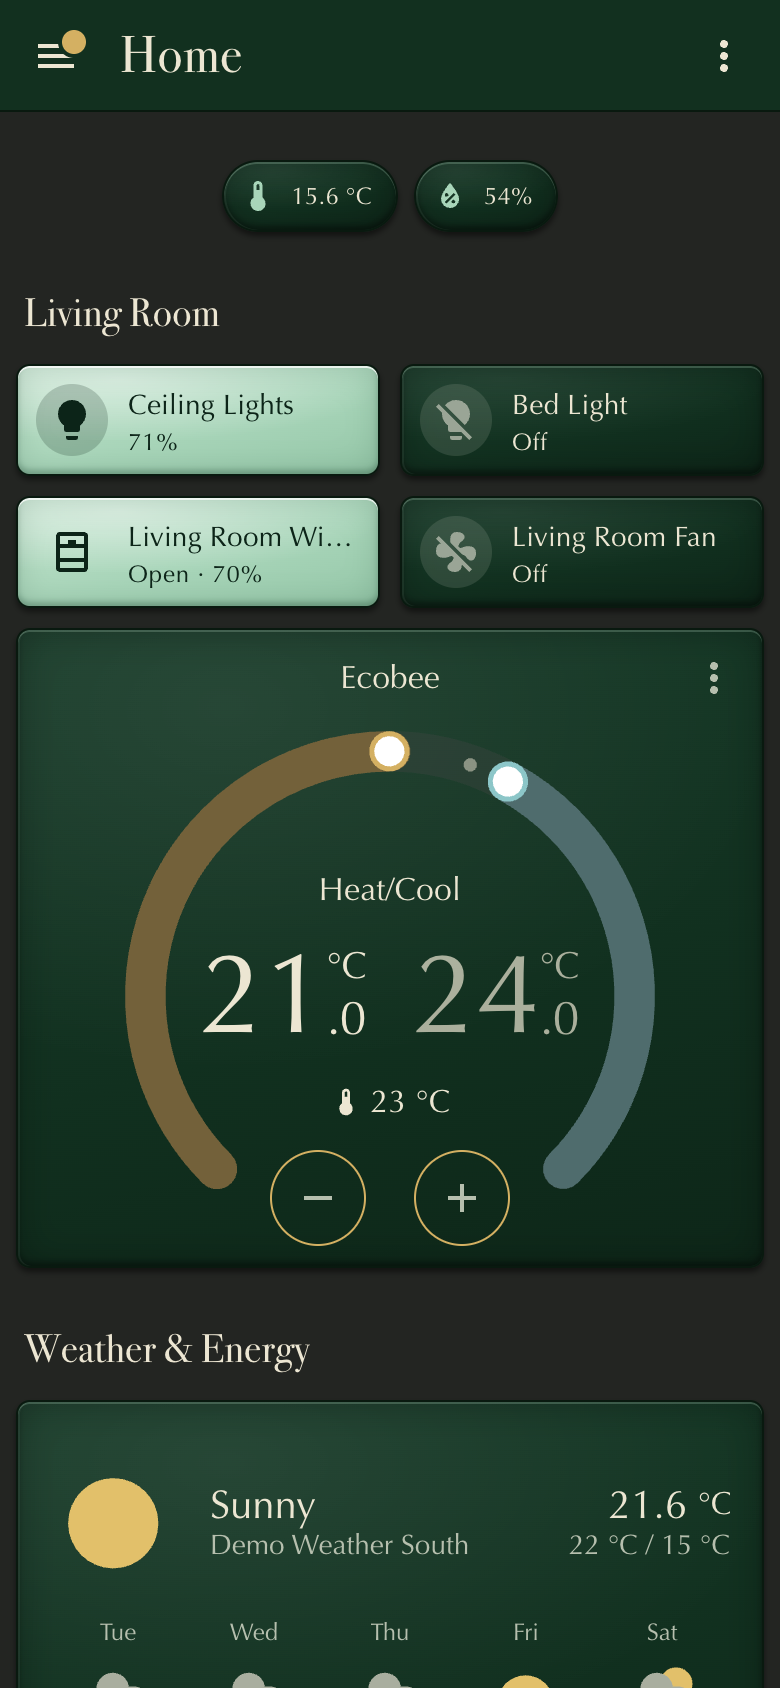 Home
15.6 °C
54%
Living Room
Ceiling Lights
71%
Bed Light
Off
Living Room Wi...
Open · 70%
Living Room Fan
Off
Ecobee
Heat/Cool
21.0 °C 24.0 °C
23 °C
Weather & Energy
Sunny
21.6 °C
Demo Weather South
22 °C / 15 °C
Tue Wed Thu Fri Sat